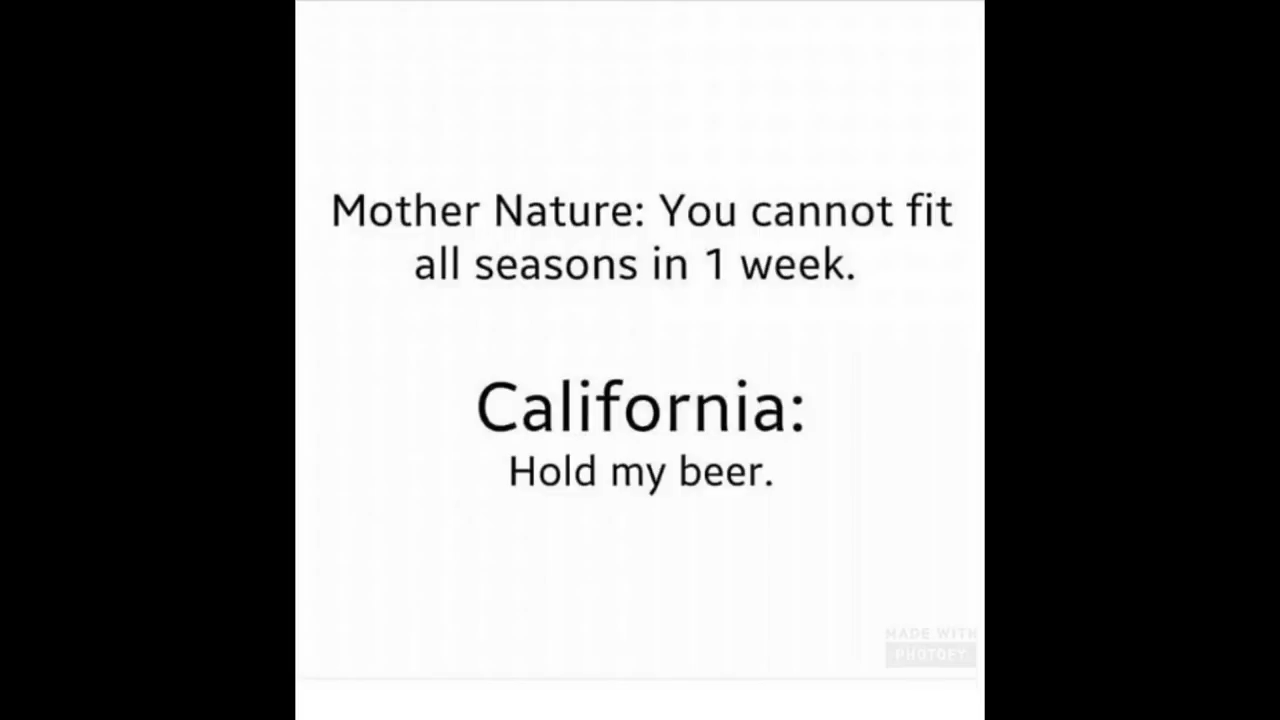 Mother Nature: You cannot fit
all seasons in 1 week.
California:
Hold my beer.
MADE WITH
PHOTOFY